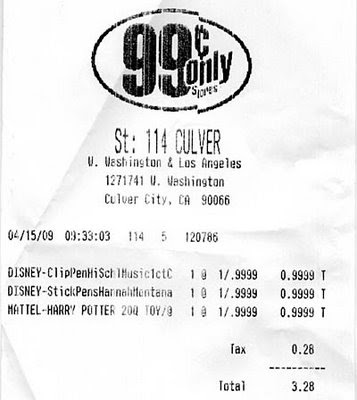 99¢ only
Stores
St: 114 CULVER
W. Washington & Los Angeles
1271741 W. Washington
Culver City, CA 90066
04/15/09 09:33:03 114 5 120786
DISNEY-ClipPenHiSchlMusic1ctC 1 @ 1/.9999 0.9999 T
DISNEY-StickPensHannahMontana 1 @ 1/.9999 0.9999 T
MATTEL-HARRY POTTER 20Q TOY/@ 1 @ 1/.9999 0.9999 T
Tax 0.28
Total 3.28